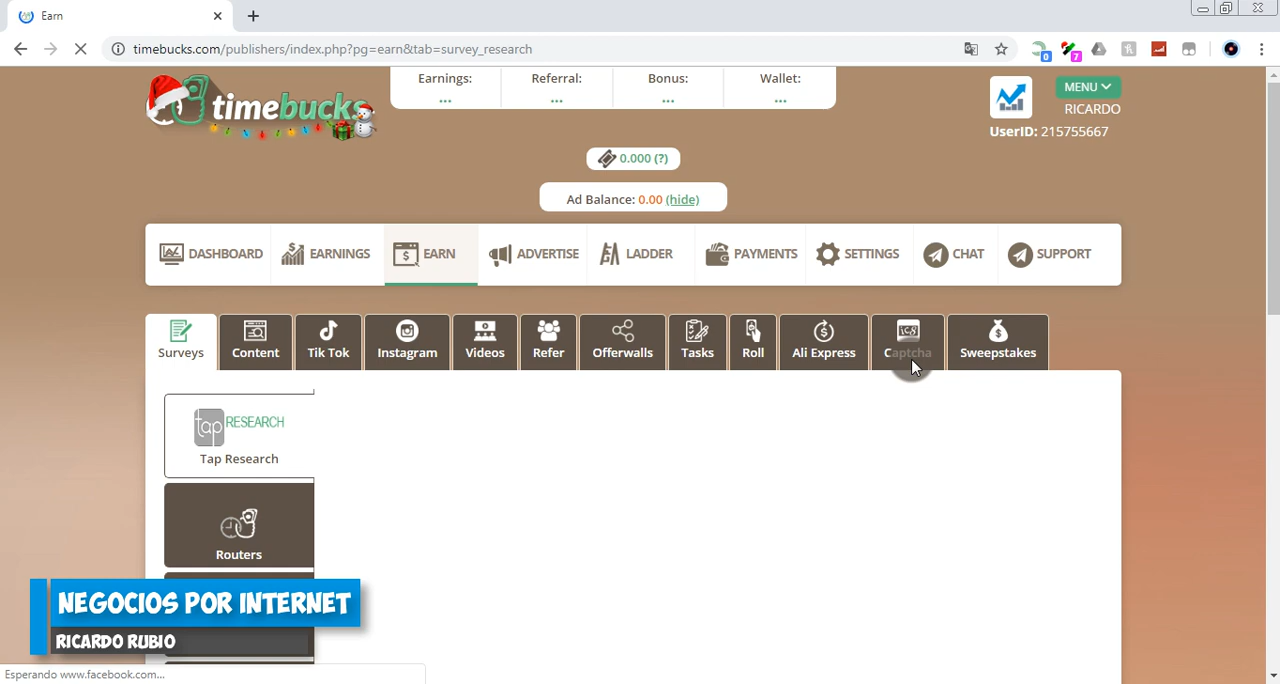 Earn
timebucks.com/publishers/index.php?pg=earn&tab=survey_research
0
7
timebucks
Earnings:
...
Referral:
...
Bonus:
...
Wallet:
...
MENU
RICARDO
UserID: 215755667
0.000 (?)
Ad Balance: 0.00 (hide)
DASHBOARD
EARNINGS
EARN
ADVERTISE
LADDER
PAYMENTS
SETTINGS
CHAT
SUPPORT
Surveys
Content
Tik Tok
Instagram
Videos
Refer
Offerwalls
Tasks
Roll
Ali Express
Captcha
Sweepstakes
tap RESEARCH
Tap Research
Routers
NEGOCIOS POR INTERNET
RICARDO RUBIO
Esperando www.facebook.com...